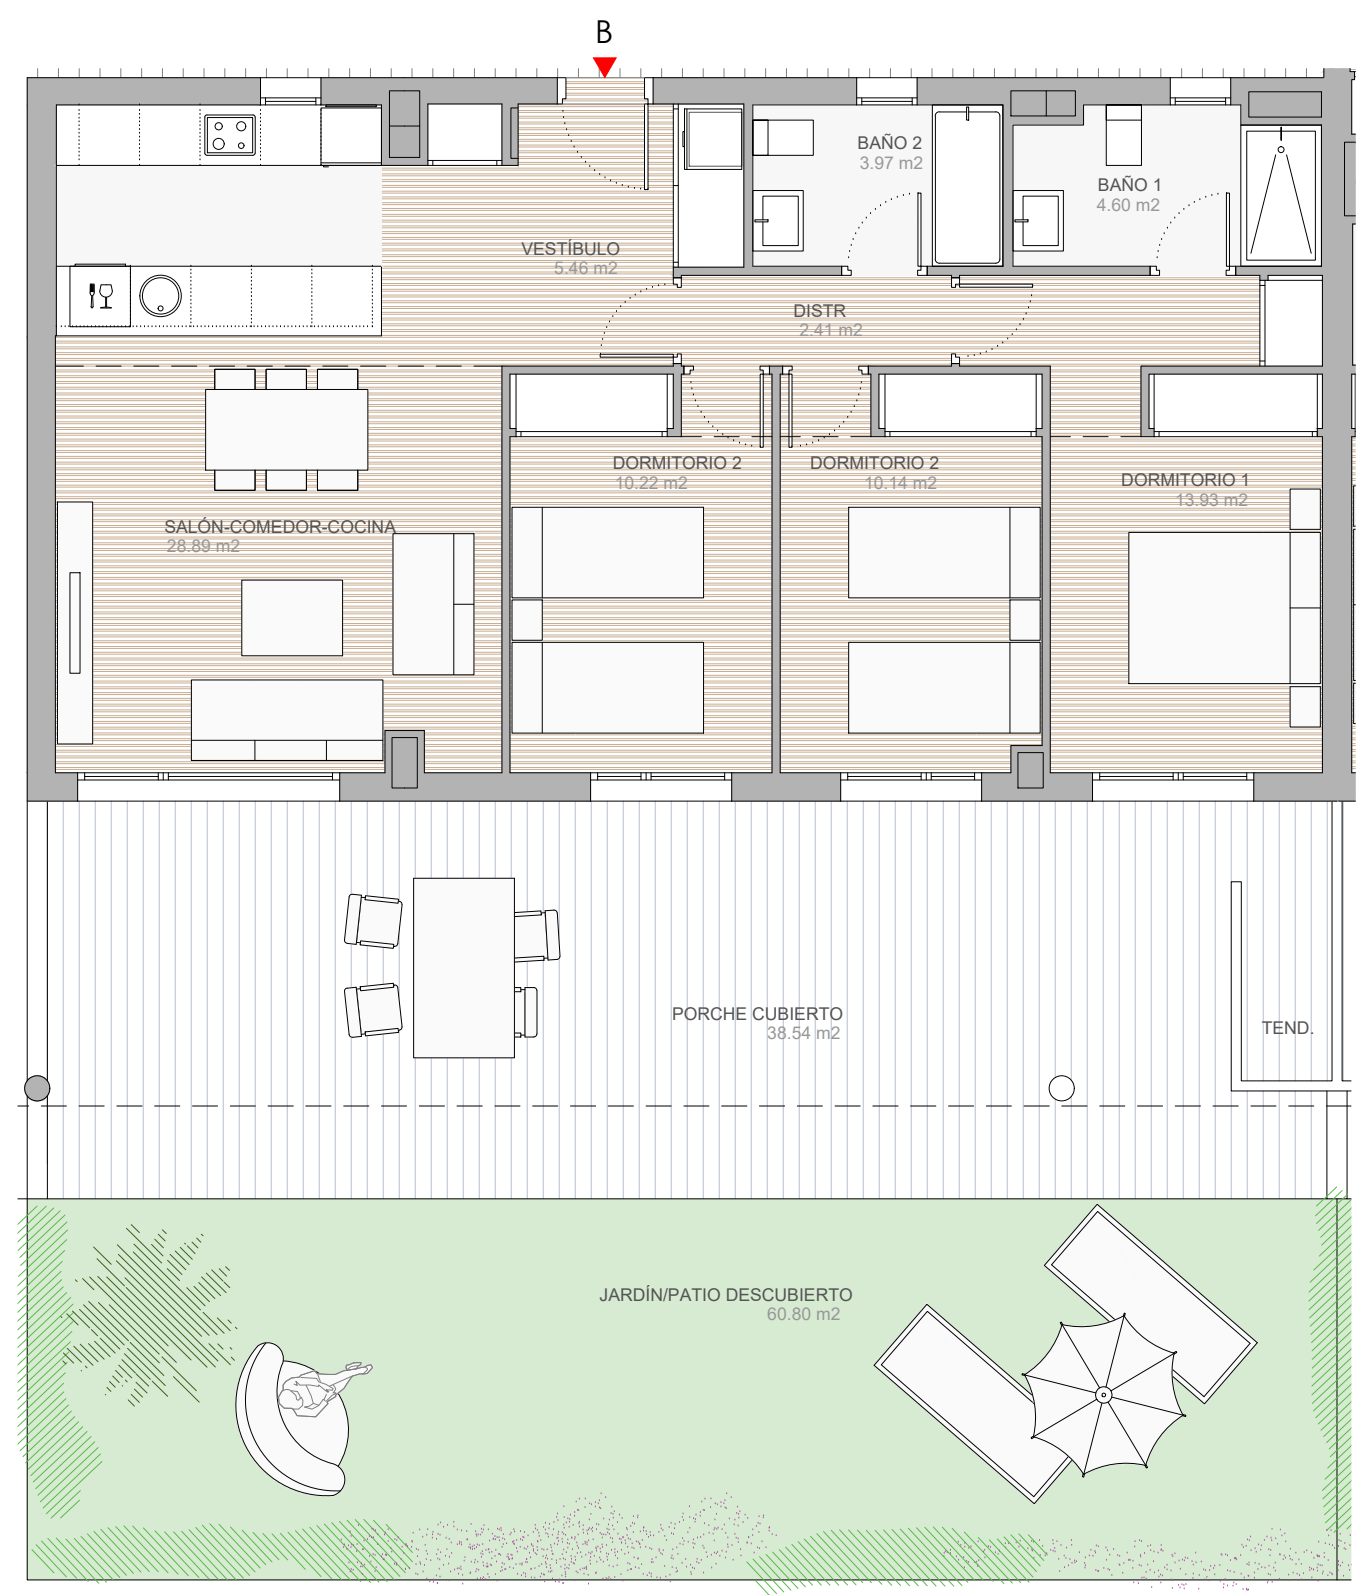 B
BAÑO 2
3.97 m2
BAÑO 1
4.60 m2
VESTÍBULO
5.46 m2
DISTR
2.41 m2
DORMITORIO 2
10.22 m2
DORMITORIO 2
10.14 m2
DORMITORIO 1
13.93 m2
SALÓN-COMEDOR-COCINA
28.89 m2
PORCHE CUBIERTO
38.54 m2
TEND.
JARDÍN/PATIO DESCUBIERTO
60.80 m2